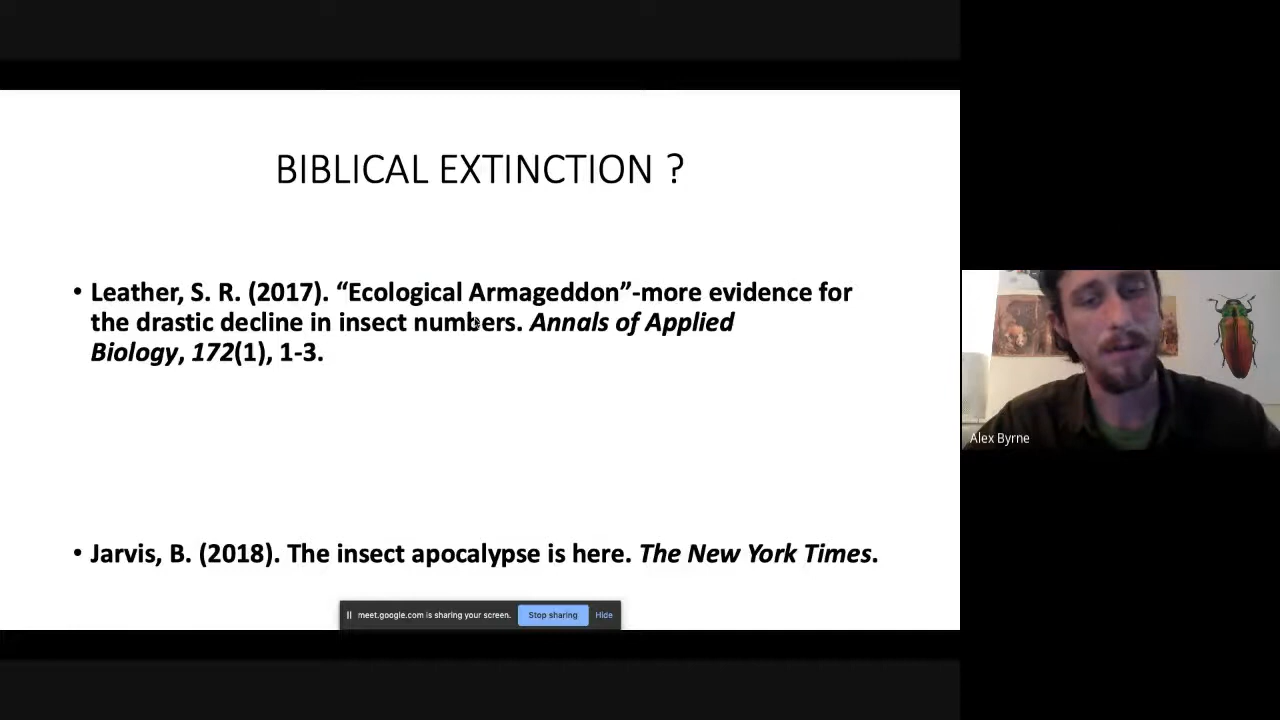 BIBLICAL EXTINCTION ?
• Leather, S. R. (2017). “Ecological Armageddon”-more evidence for
the drastic decline in insect numbers. Annals of Applied
Biology, 172(1), 1-3.
• Jarvis, B. (2018). The insect apocalypse is here. The New York Times.
meet.google.com is sharing your screen. Stop sharing Hide
Alex Byrne